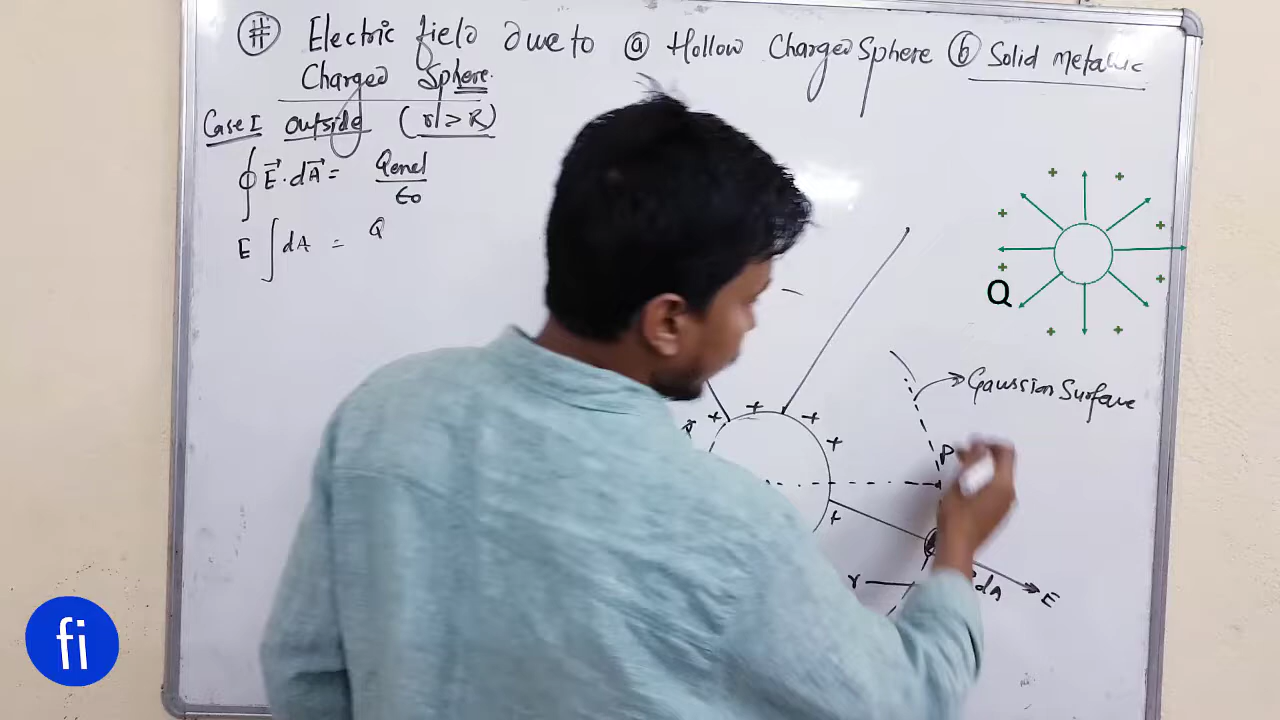 # Electric field due to ⓐ Hollow Charged Sphere ⓑ Solid metallic
Charged Sphere.
Case I outside (r > R)
∮ E⃗ · dA⃗ = Qencl / ε0
E ∫ dA = Q
Q
Gaussian Surface
P
r
dA E
fi